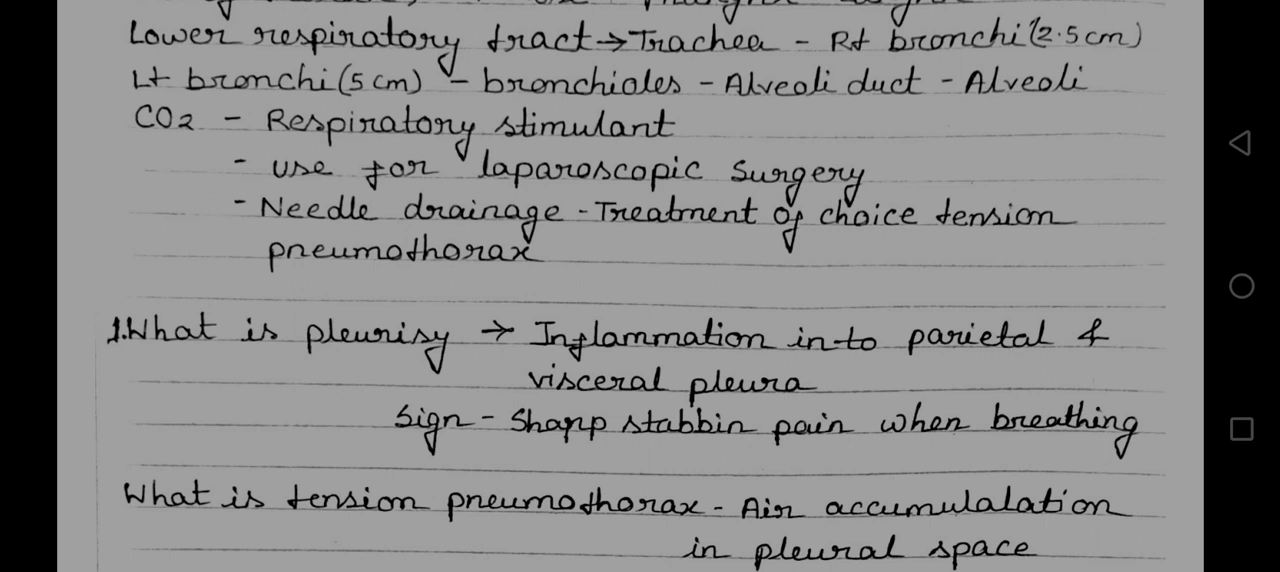 Lower respiratory tract → Trachea - Rt bronchi (2.5 cm)
Lt bronchi (5 cm) - bronchioles - Alveoli duct - Alveoli
CO2 - Respiratory stimulant
- use for laparoscopic surgery
- Needle drainage - Treatment of choice tension
pneumothorax
1. What is pleurisy → Inflammation in to parietal &
visceral pleura
Sign - Sharp stabbin pain when breathing
What is tension pneumothorax - Air accumulalation
in pleural space